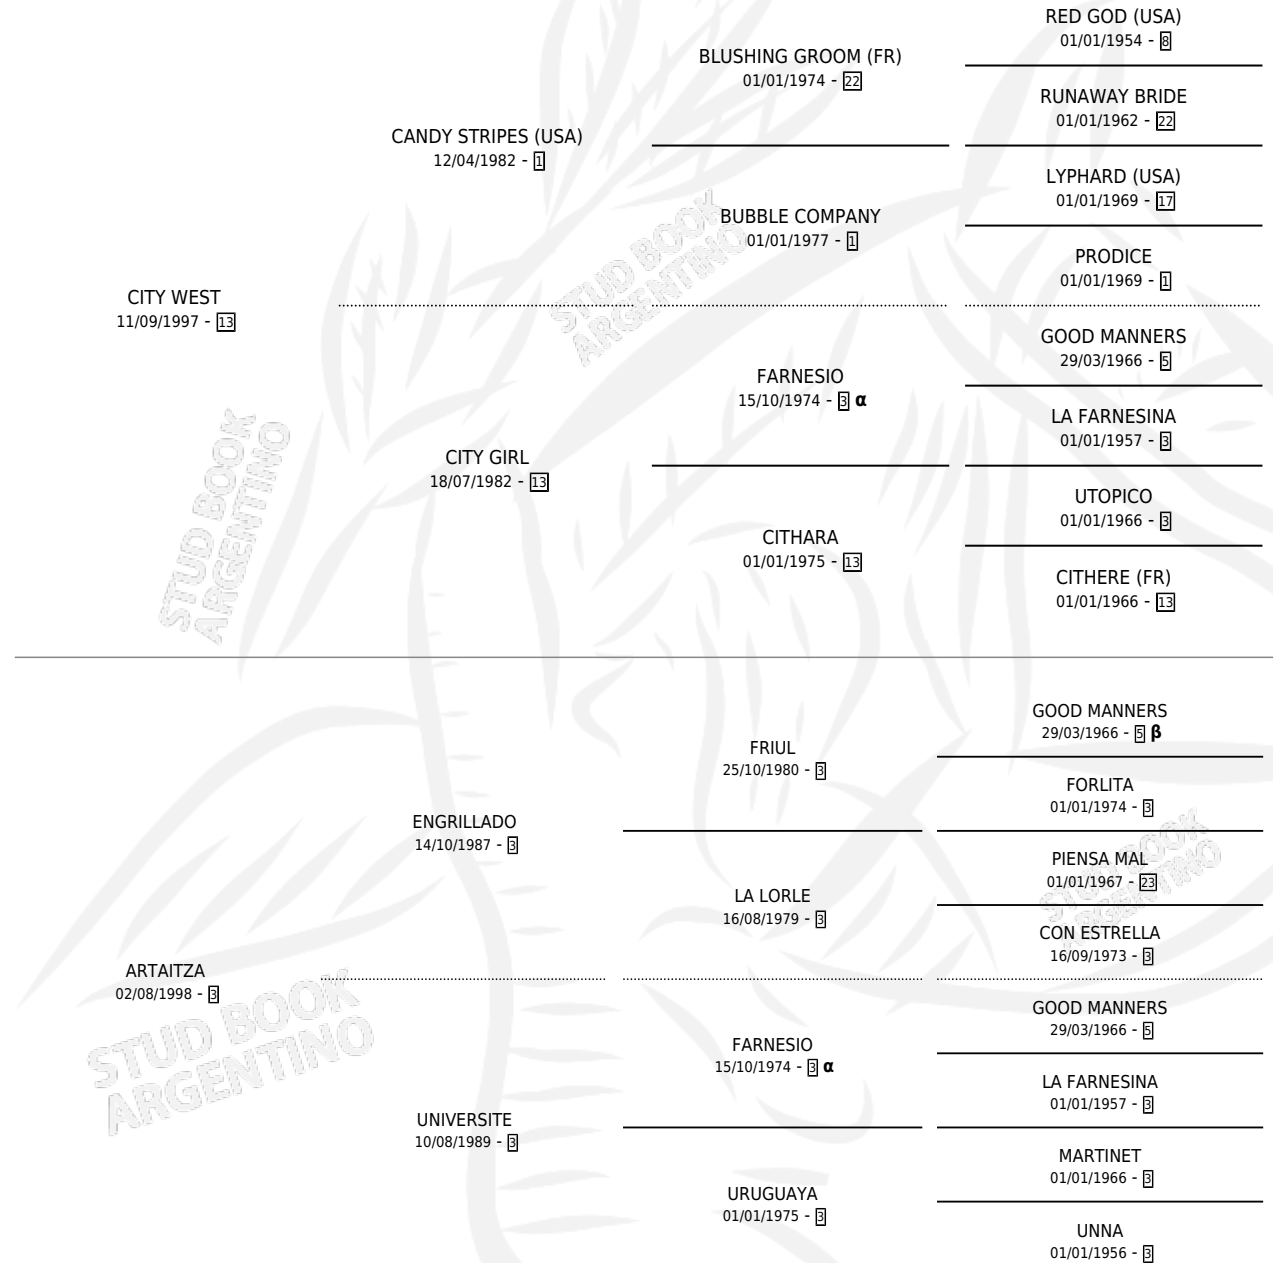 RED GOD (USA)
01/01/1954 - 8
BLUSHING GROOM (FR)
01/01/1974 - 22
RUNAWAY BRIDE
01/01/1962 - 22
CANDY STRIPES (USA)
12/04/1982 - 1
LYPHARD (USA)
01/01/1969 - 17
BUBBLE COMPANY
01/01/1977 - 1
PRODICE
01/01/1969 - 1
CITY WEST
11/09/1997 - 13
GOOD MANNERS
29/03/1966 - 5
FARNESIO
15/10/1974 - 3 α
LA FARNESINA
01/01/1957 - 3
CITY GIRL
18/07/1982 - 13
UTOPICO
01/01/1966 - 3
CITHARA
01/01/1975 - 13
CITHERE (FR)
01/01/1966 - 13
GOOD MANNERS
29/03/1966 - 5 β
FRIUL
25/10/1980 - 3
FORLITA
01/01/1974 - 3
ENGRILLADO
14/10/1987 - 3
PIENSA MAL
01/01/1967 - 23
LA LORLE
16/08/1979 - 3
CON ESTRELLA
16/09/1973 - 3
ARTAITZA
02/08/1998 - 3
GOOD MANNERS
29/03/1966 - 5
FARNESIO
15/10/1974 - 3 α
LA FARNESINA
01/01/1957 - 3
UNIVERSITE
10/08/1989 - 3
MARTINET
01/01/1966 - 3
URUGUAYA
01/01/1975 - 3
UNNA
01/01/1956 - 3
STUD BOOK
ARGENTINO
STUD BOOK
ARGENTINO
STUD BOOK
ARGENTINO
STUD BOOK
ARGENTINO